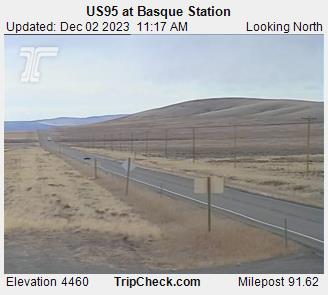 US95 at Basque Station
Updated: Dec 02 2023 11:17 AM Looking North
Elevation 4460 TripCheck.com Milepost 91.62